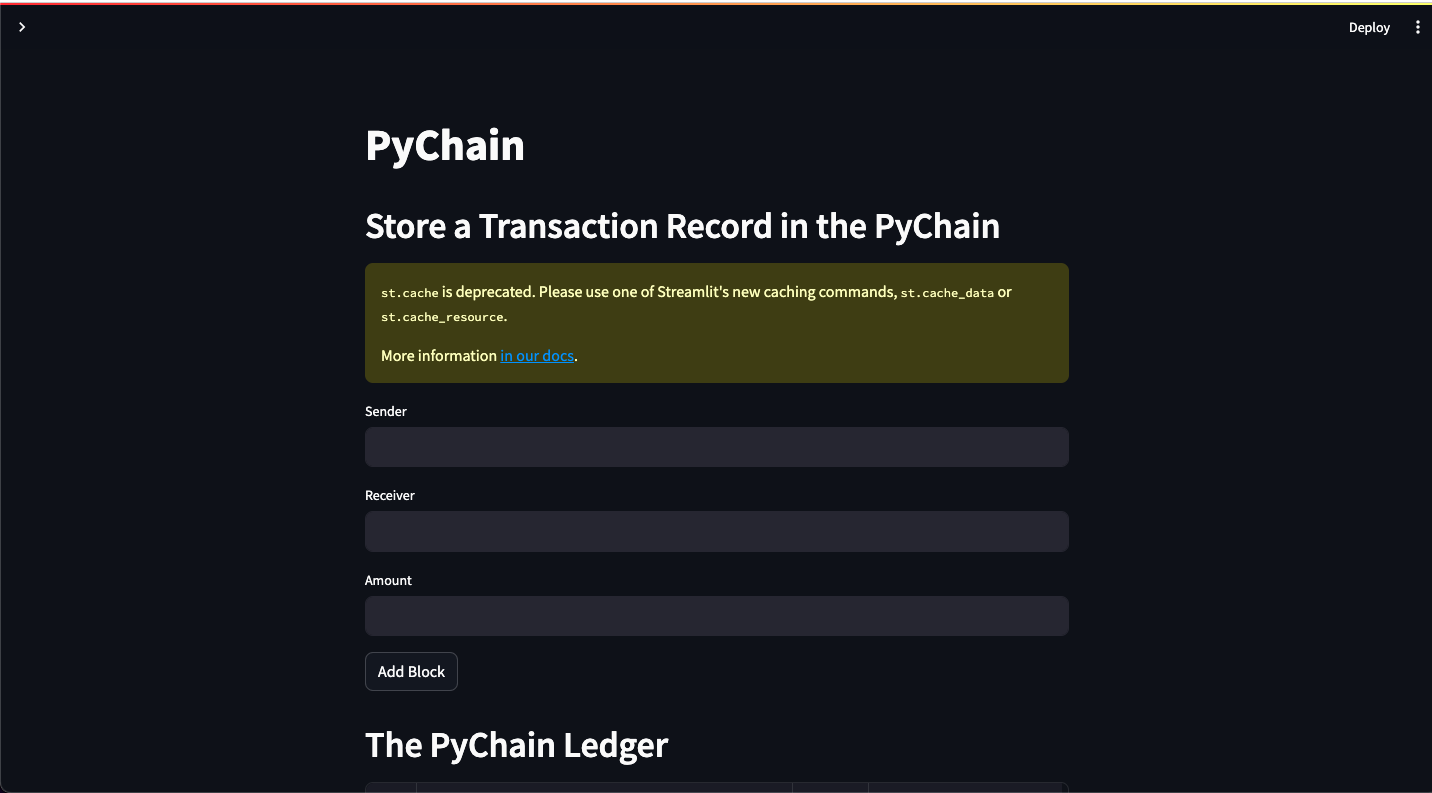 Deploy
PyChain
Store a Transaction Record in the PyChain
st.cache is deprecated. Please use one of Streamlit's new caching commands, st.cache_data or
st.cache_resource.
More information in our docs.
Sender
Receiver
Amount
Add Block
The PyChain Ledger